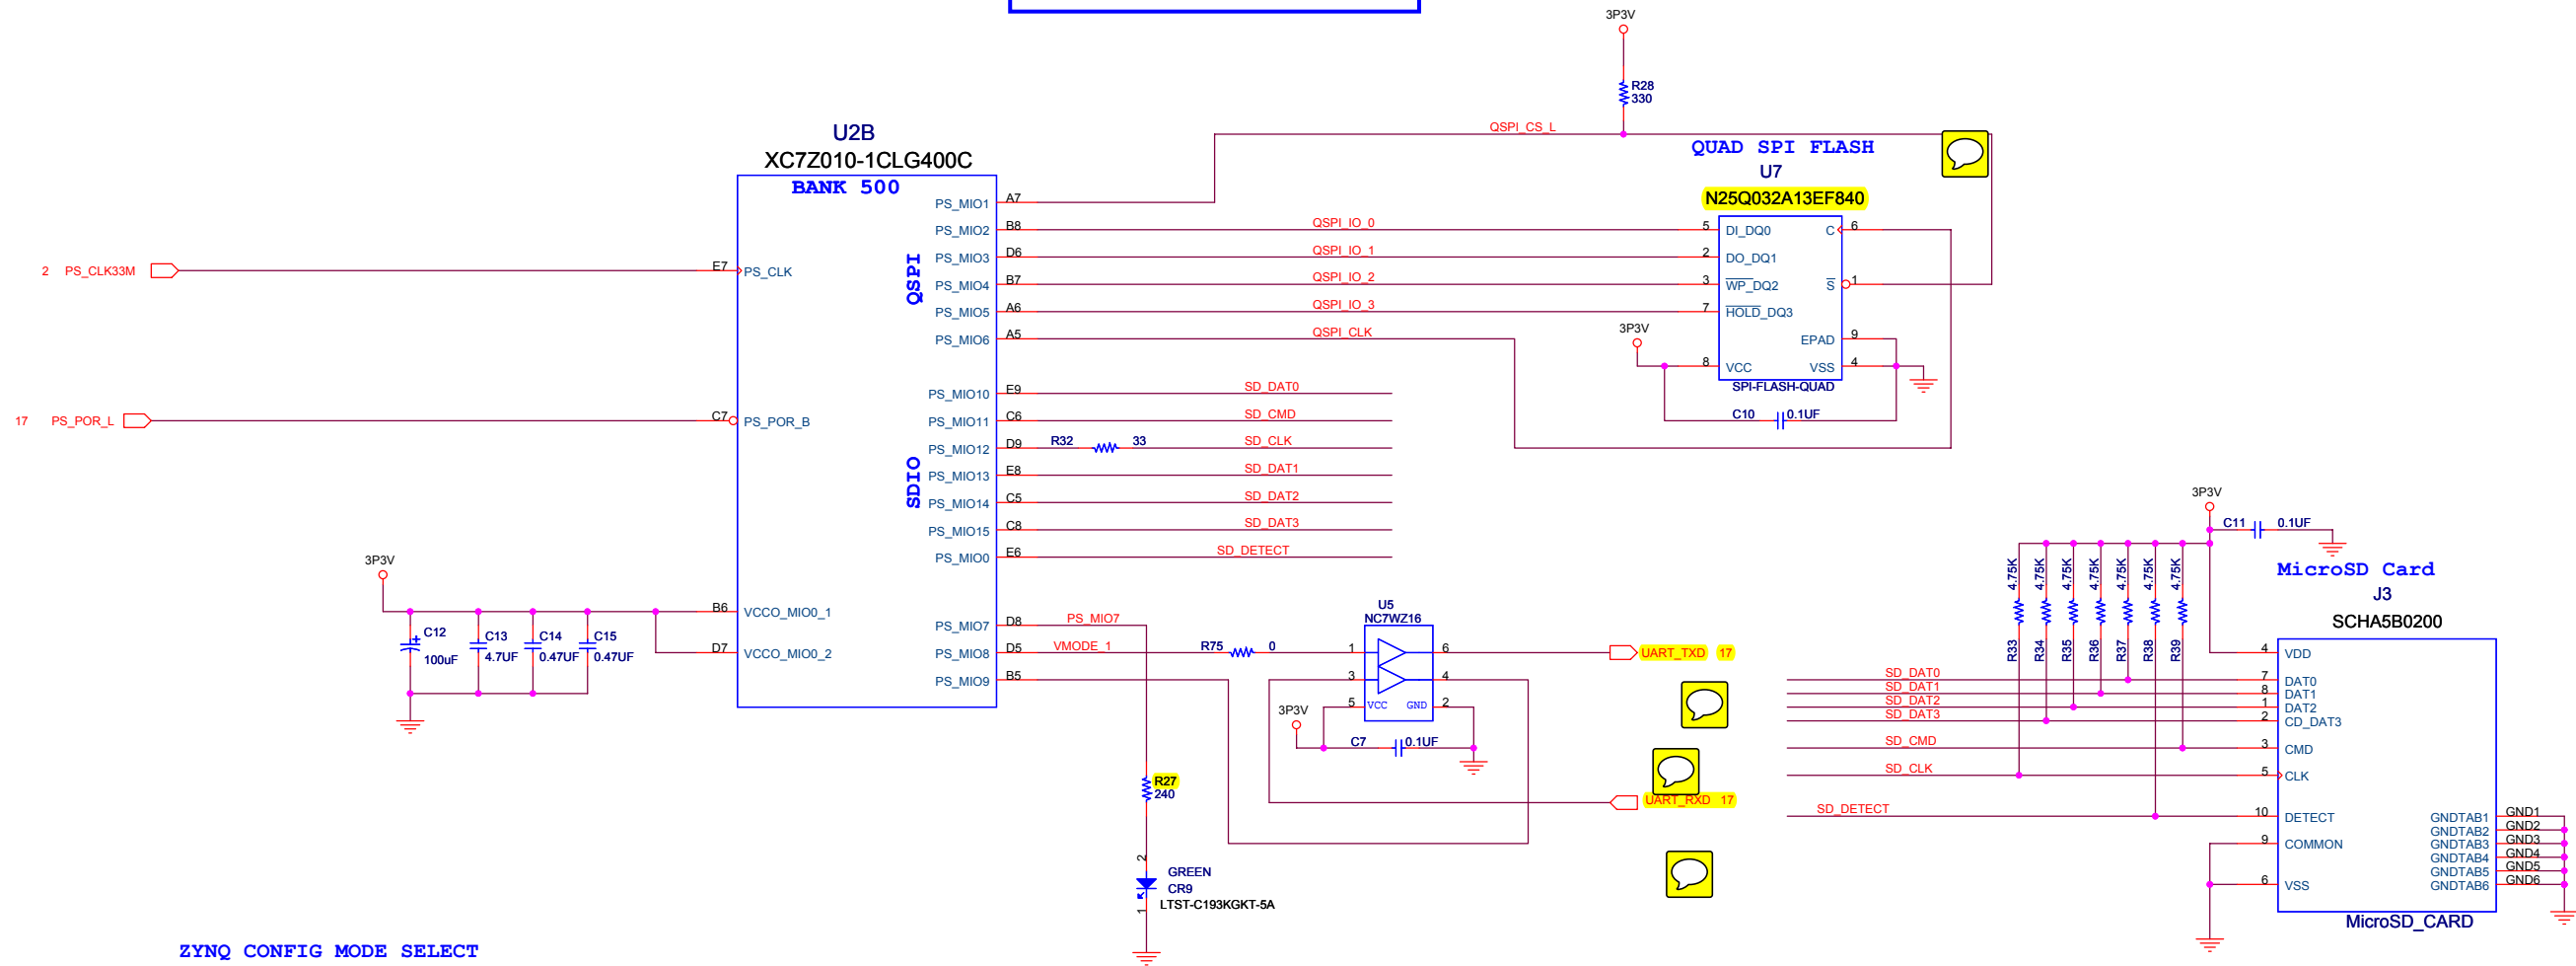 3P3V
R28
330
QSPI_CS_L
U2B
XC7Z010-1CLG400C
BANK 500
QUAD SPI FLASH
U7
N25Q032A13EF840
QSPI
SDIO
2 PS_CLK33M
E7 PS_CLK
17 PS_POR_L
C7 PS_POR_B
PS_MIO1 A7
PS_MIO2 B8 QSPI_IO_0
PS_MIO3 D6 QSPI_IO_1
PS_MIO4 B7 QSPI_IO_2
PS_MIO5 A6 QSPI_IO_3
PS_MIO6 A5 QSPI_CLK
5 DI_DQ0 C 6
2 DO_DQ1
3 WP_DQ2 S 1
7 HOLD_DQ3
EPAD 9
8 VCC VSS 4
SPI-FLASH-QUAD
3P3V
C10 0.1UF
PS_MIO10 E9 SD_DAT0
PS_MIO11 C6 SD_CMD
PS_MIO12 D9 R32 33 SD_CLK
PS_MIO13 E8 SD_DAT1
PS_MIO14 C5 SD_DAT2
PS_MIO15 C8 SD_DAT3
PS_MIO0 E6 SD_DETECT
3P3V
B6 VCCO_MIO0_1
D7 VCCO_MIO0_2
C12
100uF
C13
4.7UF
C14
0.47UF
C15
0.47UF
PS_MIO7 D8 PS_MIO7
PS_MIO8 D5 VMODE_1 R75 0
PS_MIO9 B5
U5
NC7WZ16
1 6
3 4
5 VCC GND 2
3P3V
C7 0.1UF
UART_TXD 17
UART_RXD 17
R27
240
2
GREEN
CR9
LTST-C193KGKT-5A
1
3P3V
C11 0.1UF
4.75K
4.75K
4.75K
4.75K
4.75K
4.75K
4.75K
R33
R34
R35
R36
R37
R38
R39
MicroSD Card
J3
SCHA5B0200
4 VDD
SD_DAT0 7 DAT0
SD_DAT1 8 DAT1
SD_DAT2 1 DAT2
SD_DAT3 2 CD_DAT3
SD_CMD 3 CMD
SD_CLK 5 CLK
SD_DETECT 10 DETECT
9 COMMON
6 VSS
GNDTAB1 GND1
GNDTAB2 GND2
GNDTAB3 GND3
GNDTAB4 GND4
GNDTAB5 GND5
GNDTAB6 GND6
MicroSD_CARD
ZYNQ CONFIG MODE SELECT